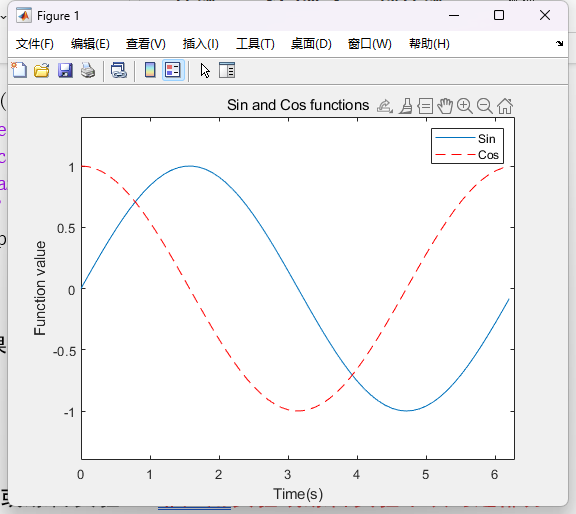 Figure 1
文件(F) 编辑(E) 查看(V) 插入(I) 工具(T) 桌面(D) 窗口(W) 帮助(H)
Sin and Cos functions
Sin
Cos
1
0.5
0
-0.5
-1
Function value
0 1 2 3 4 5 6
Time(s)